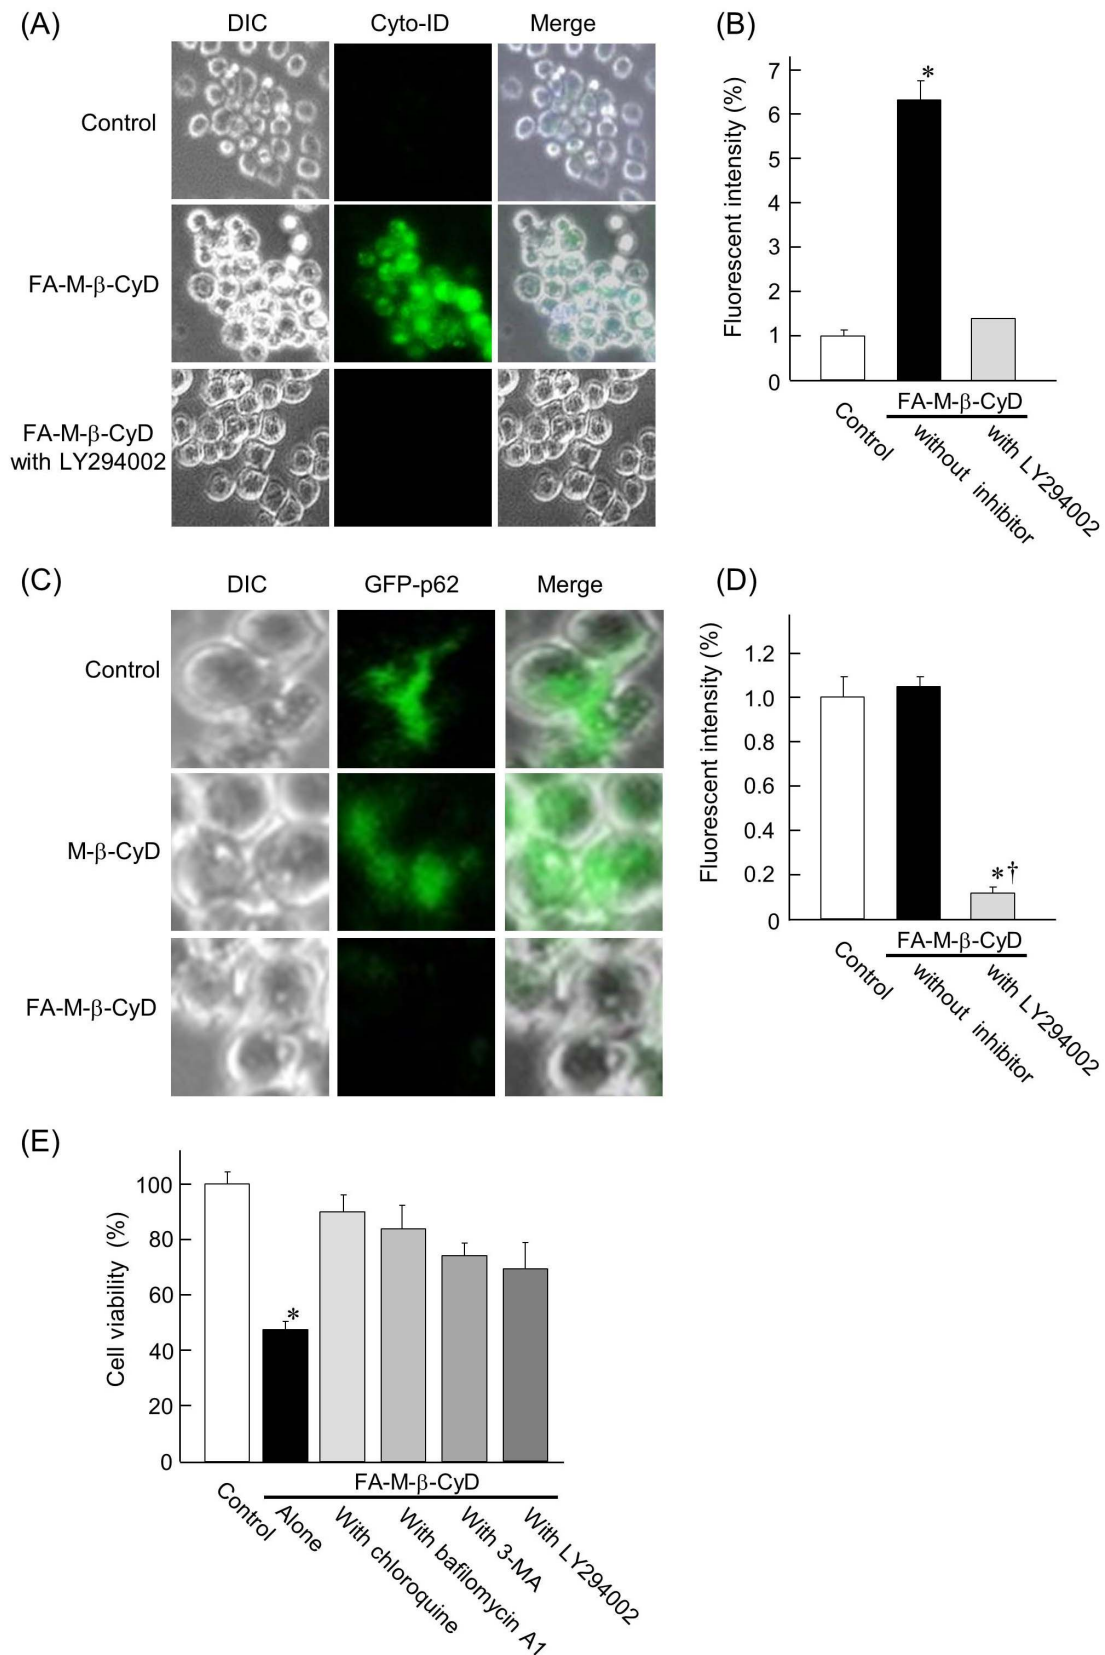 (A)
DIC Cyto-ID Merge
Control
FA-M-β-CyD
FA-M-β-CyD
with LY294002
(B)
Fluorescent intensity (%)
7
6
5
4
3
2
1
0
*
FA-M-β-CyD
Control
without inhibitor
with LY294002
(C)
DIC GFP-p62 Merge
Control
M-β-CyD
FA-M-β-CyD
(D)
Fluorescent intensity (%)
1.2
1.0
0.8
0.6
0.4
0.2
0
*†
FA-M-β-CyD
Control
without inhibitor
with LY294002
(E)
Cell viability (%)
100
80
60
40
20
0
*
FA-M-β-CyD
Control
Alone
With chloroquine
With bafilomycin A1
With 3-MA
With LY294002